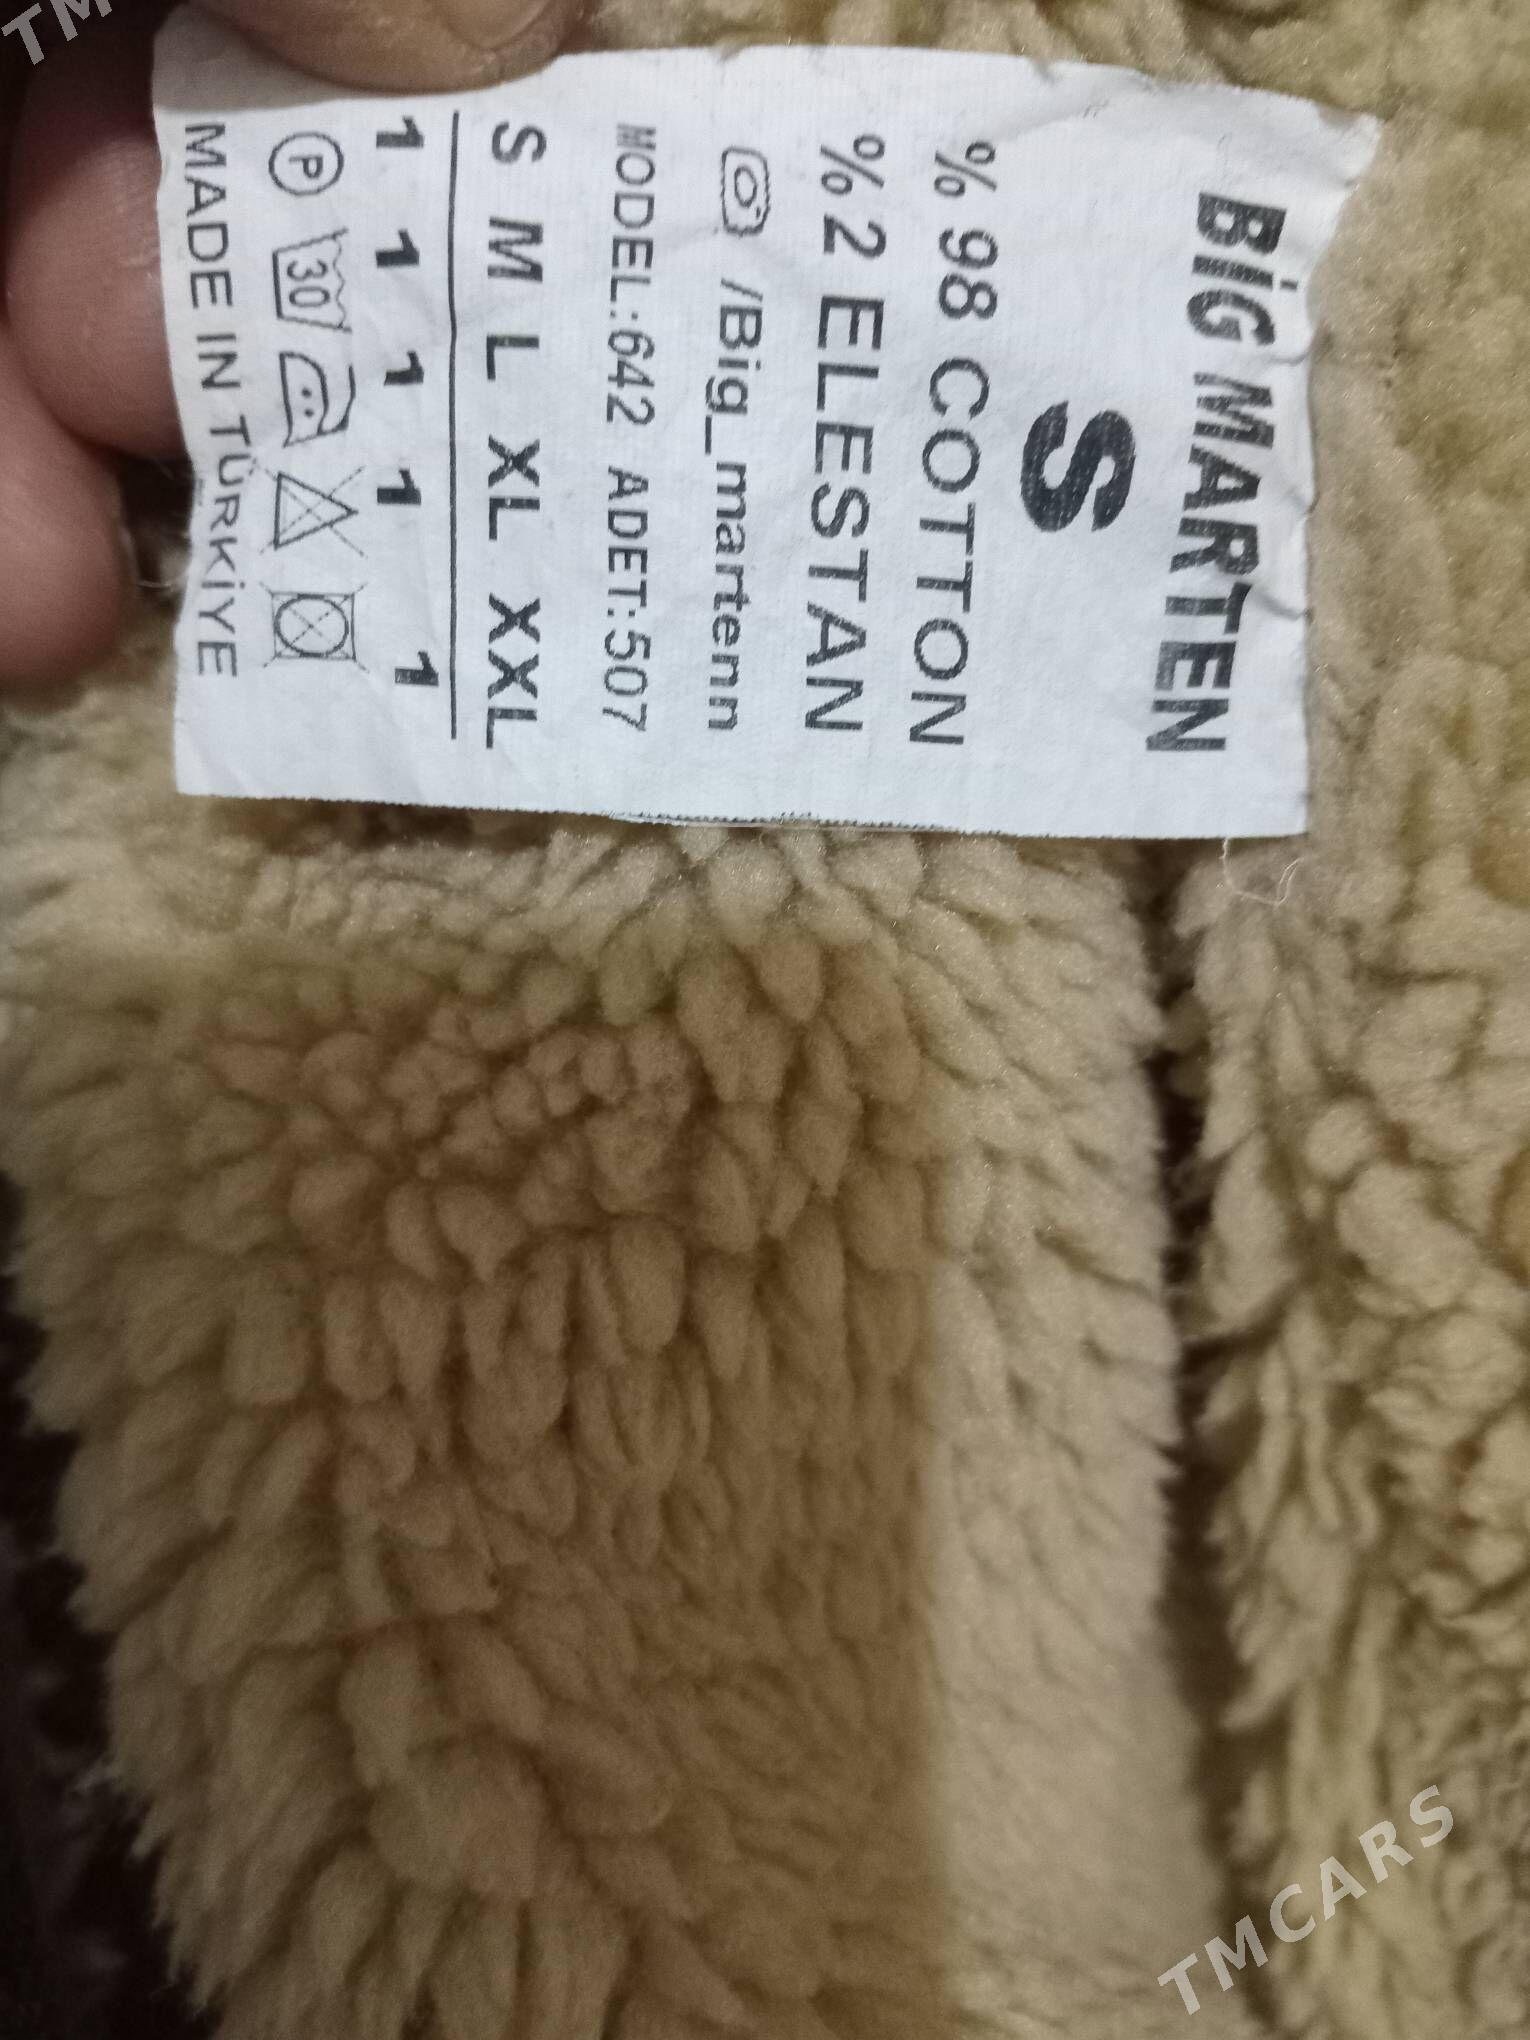 BİG MARTEN
S
% 98 COTTON
%2 ELESTAN
/Big_martenn
MODEL:642 ADET:507
S M L XL XXL
1 1 1 1 1
P 30
MADE IN TÜRKİYE
TMCARS
TM